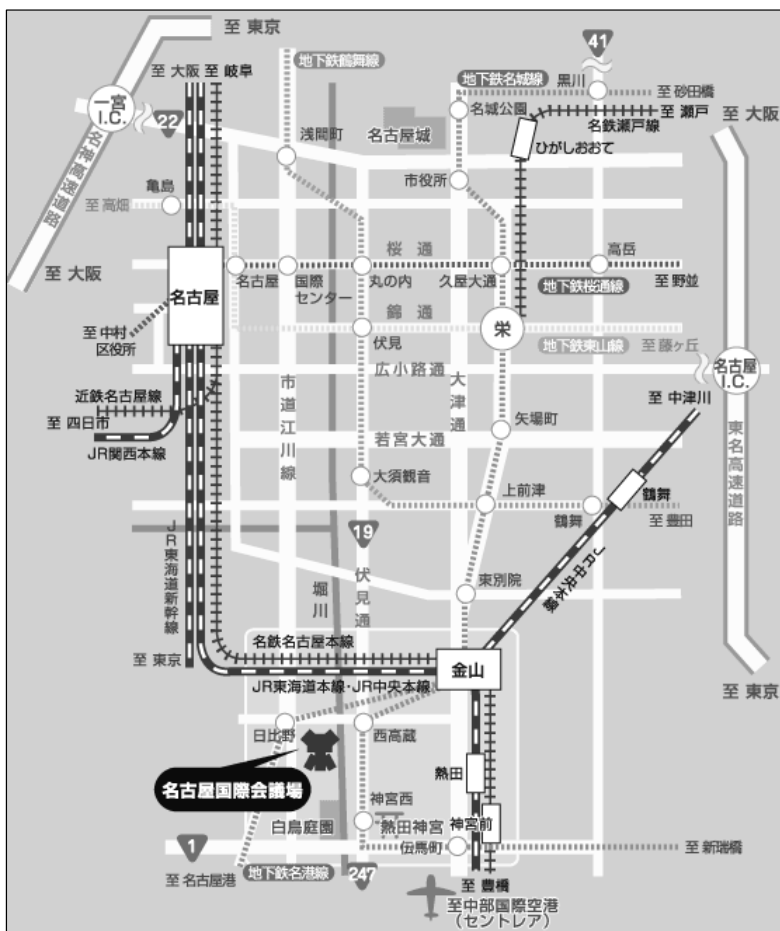 至 東京
至 大阪
至 岐阜
地下鉄鶴舞線
41
地下鉄名城線
黒川
至 砂田橋
一宮
I.C.
22
名城公園
至 瀬戸
名鉄瀬戸線
至 大阪
名神高速道路
浅間町
名古屋城
ひがしおおて
市役所
亀島
至 高畑
桜通
高岳
至 大阪
名古屋
名古屋
国際
センター
丸の内
久屋大通
地下鉄桜通線
至 野並
錦通
栄
至 中村
区役所
伏見
地下鉄東山線
至 藤ヶ丘
広小路通
名古屋
I.C.
近鉄名古屋線
至 四日市
JR関西本線
市道江川線
大津通
至 中津川
矢場町
若宮大通
東名高速道路
大須観音
上前津
鶴舞
鶴舞
至 豊田
JR東海道新幹線
19
伏見通
JR中央本線
堀川
東別院
名鉄名古屋本線
至 東京
金山
JR東海道本線・JR中央本線
至 東京
日比野
西高蔵
名古屋国際会議場
熱田
神宮西
白鳥庭園
熱田神宮
神宮前
1
伝馬町
至 新瑞橋
至 名古屋港
地下鉄名港線
247
至 豊橋
至中部国際空港
(セントレア)